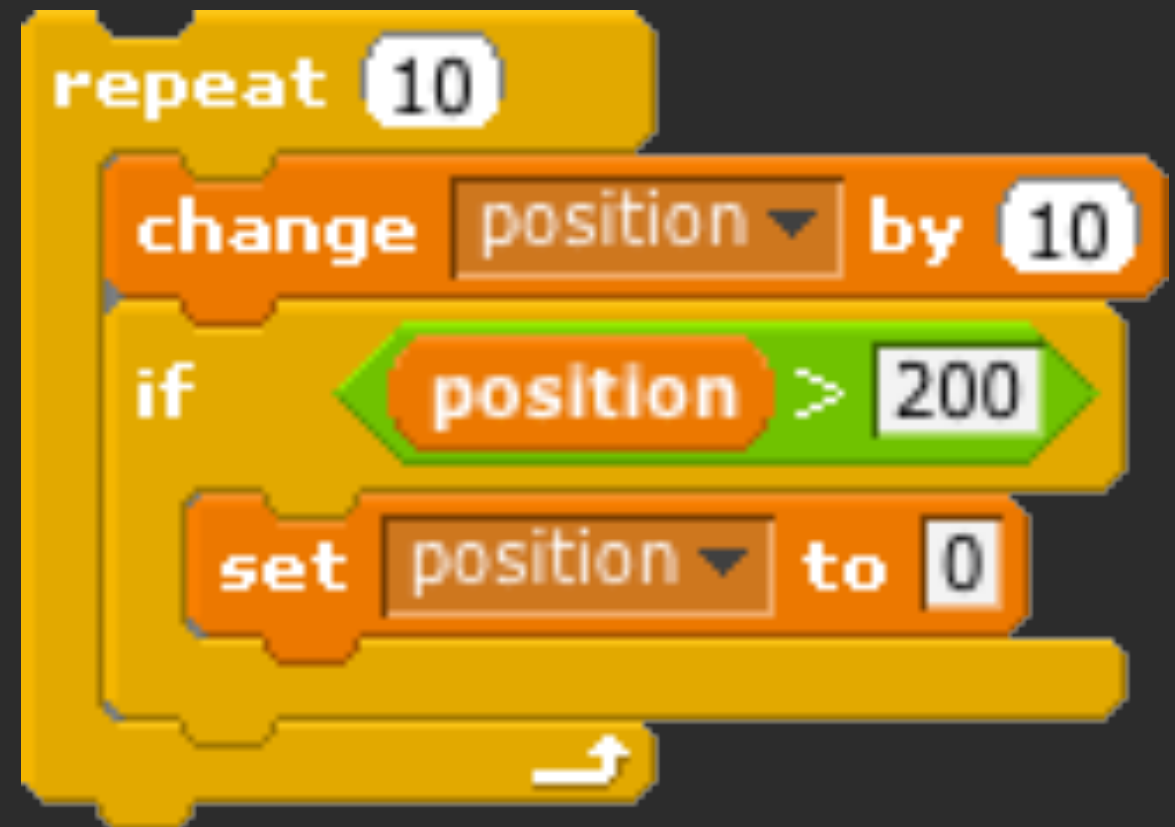 repeat 10
change position by 10
if position > 200
set position to 0